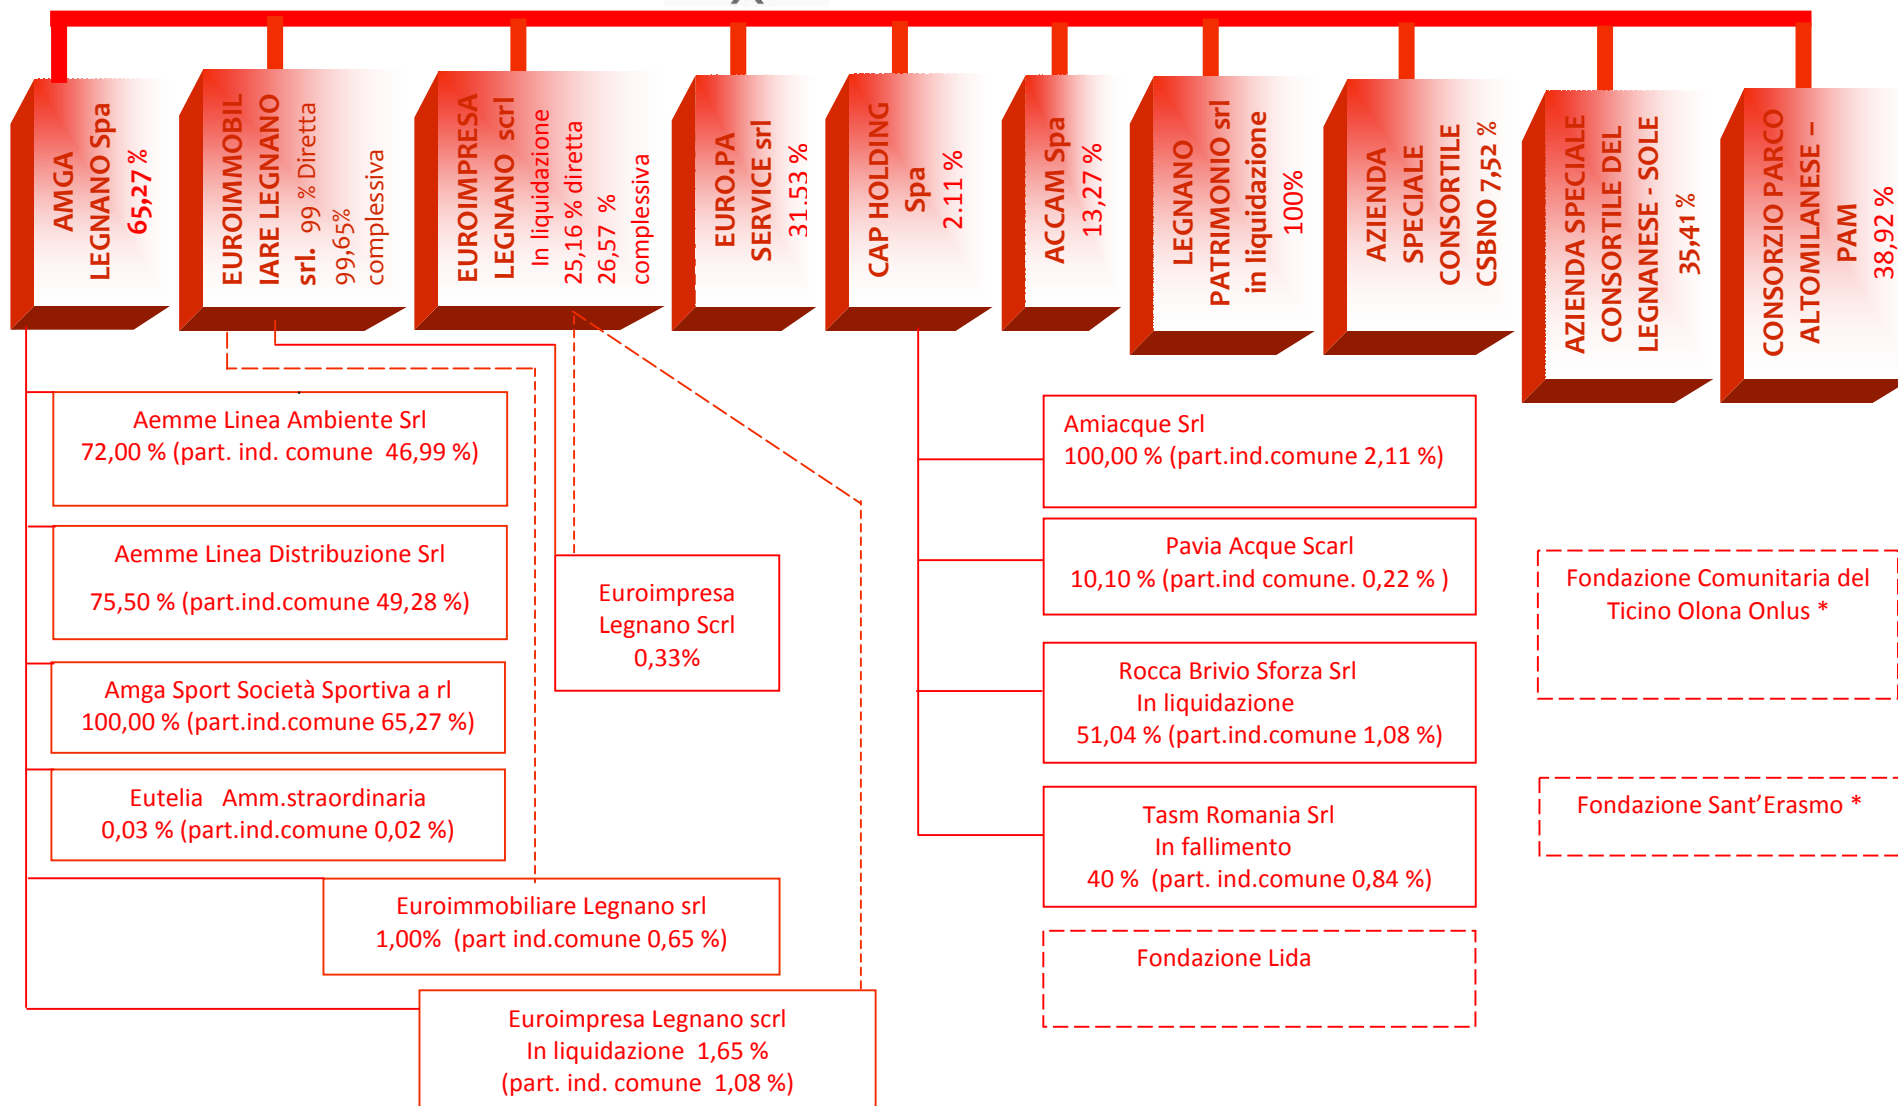 AMGA
LEGNANO Spa
65,27 %
EUROIMMOBIL
IARE LEGNANO
srl. 99 % Diretta
99,65%
complessiva
EUROIMPRESA
LEGNANO scrl
In liquidazione
25,16 % diretta
26,57 %
complessiva
EURO.PA
SERVICE srl
31.53 %
CAP HOLDING
Spa
2.11 %
ACCAM Spa
13,27 %
LEGNANO
PATRIMONIO srl
in liquidazione
100%
AZIENDA
SPECIALE
CONSORTILE
CSBNO 7,52 %
AZIENDA SPECIALE
CONSORTILE DEL
LEGNANESE - SOLE
35,41 %
CONSORZIO PARCO
ALTOMILANESE –
PAM
38,92 %
Aemme Linea Ambiente Srl
72,00 % (part. ind. comune 46,99 %)
Aemme Linea Distribuzione Srl
75,50 % (part.ind.comune 49,28 %)
Amga Sport Società Sportiva a rl
100,00 % (part.ind.comune 65,27 %)
Eutelia Amm.straordinaria
0,03 % (part.ind.comune 0,02 %)
Euroimmobiliare Legnano srl
1,00% (part ind.comune 0,65 %)
Euroimpresa Legnano scrl
In liquidazione 1,65 %
(part. ind. comune 1,08 %)
Euroimpresa
Legnano Scrl
0,33%
Amiacque Srl
100,00 % (part.ind.comune 2,11 %)
Pavia Acque Scarl
10,10 % (part.ind comune. 0,22 % )
Rocca Brivio Sforza Srl
In liquidazione
51,04 % (part.ind.comune 1,08 %)
Tasm Romania Srl
In fallimento
40 % (part. ind.comune 0,84 %)
Fondazione Lida
Fondazione Comunitaria del
Ticino Olona Onlus *
Fondazione Sant’Erasmo *